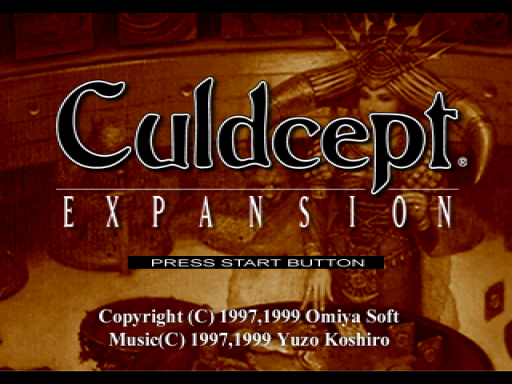 Culdcept®
EXPANSION
PRESS START BUTTON
Copyright (C) 1997,1999 Omiya Soft
Music(C) 1997,1999 Yuzo Koshiro